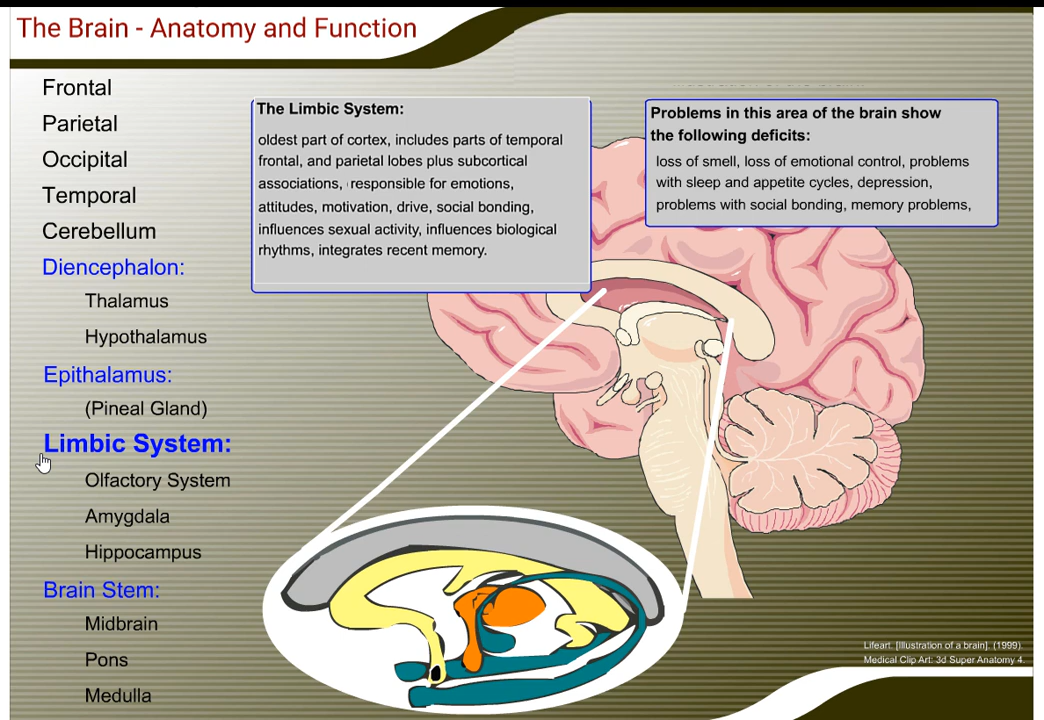 The Brain - Anatomy and Function
Frontal
Parietal
Occipital
Temporal
Cerebellum
Diencephalon:
Thalamus
Hypothalamus
Epithalamus:
(Pineal Gland)
Limbic System:
Olfactory System
Amygdala
Hippocampus
Brain Stem:
Midbrain
Pons
Medulla
The Limbic System:
oldest part of cortex, includes parts of temporal
frontal, and parietal lobes plus subcortical
associations, responsible for emotions,
attitudes, motivation, drive, social bonding,
influences sexual activity, influences biological
rhythms, integrates recent memory.
Problems in this area of the brain show
the following deficits:
loss of smell, loss of emotional control, problems
with sleep and appetite cycles, depression,
problems with social bonding, memory problems,
Lifeart. [Illustration of a brain]. (1999).
Medical Clip Art: 3d Super Anatomy 4.